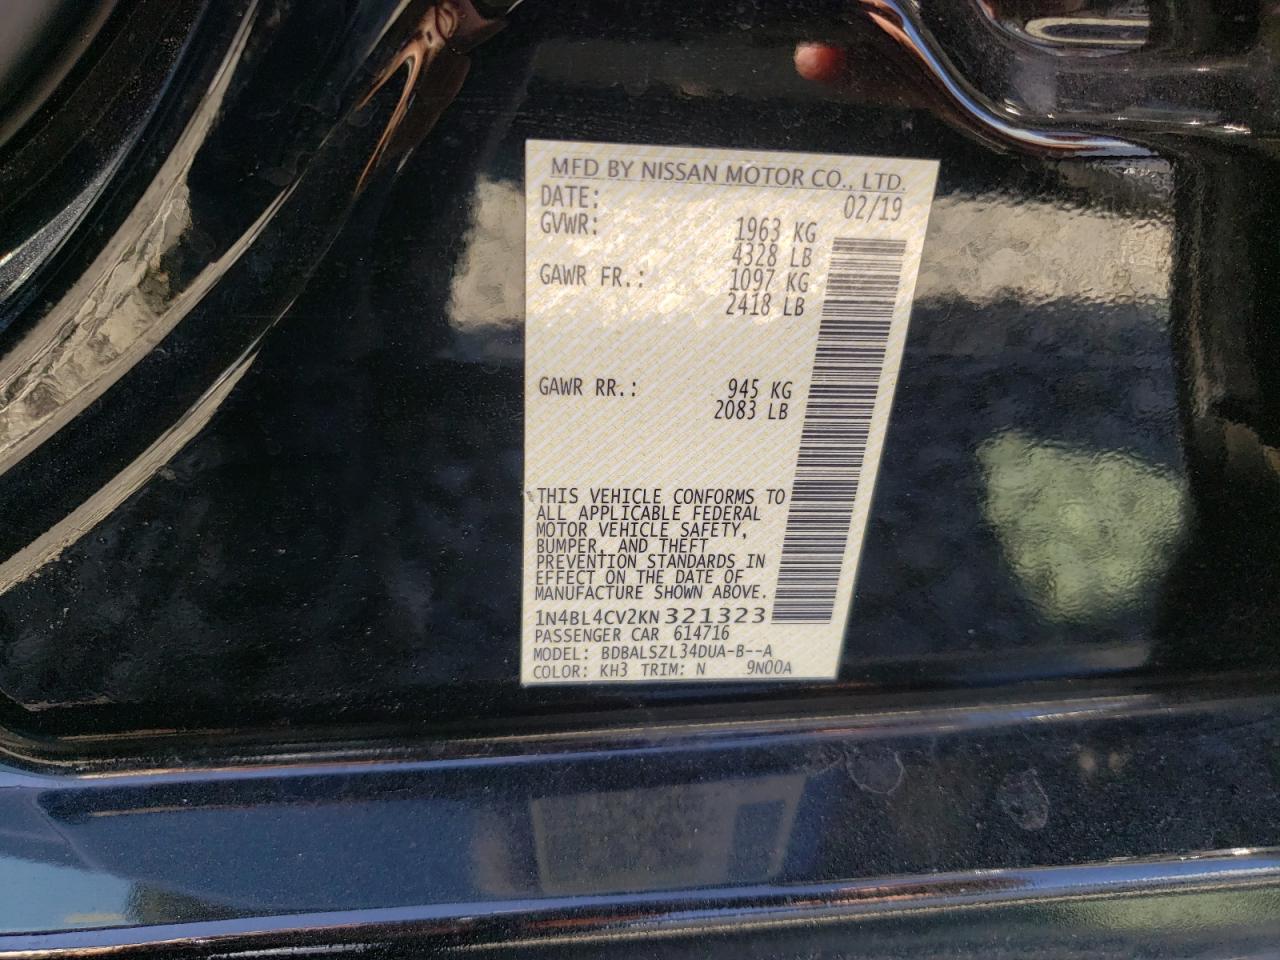 MFD BY NISSAN MOTOR CO., LTD.
DATE: 02/19
GVWR: 1963 KG
4328 LB
GAWR FR.: 1097 KG
2418 LB
GAWR RR.: 945 KG
2083 LB
THIS VEHICLE CONFORMS TO
ALL APPLICABLE FEDERAL
MOTOR VEHICLE SAFETY,
BUMPER, AND THEFT
PREVENTION STANDARDS IN
EFFECT ON THE DATE OF
MANUFACTURE SHOWN ABOVE.
1N4BL4CV2KN321323
PASSENGER CAR 614716
MODEL: BDBALSZL34DUA-B--A
COLOR: KH3 TRIM: N 9N00A